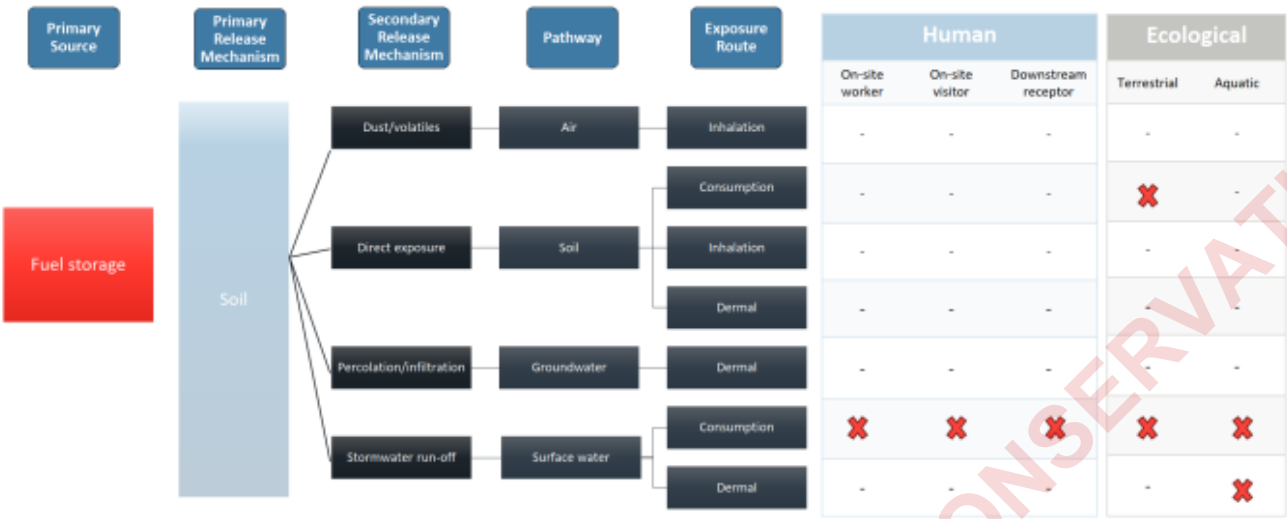 Primary
Source
Primary
Release
Mechanism
Secondary
Release
Mechanism
Pathway
Exposure
Route
Human
Ecological
On-site
worker
On-site
visitor
Downstream
receptor
Terrestrial
Aquatic
Dust/volatiles
Air
Inhalation
- - - - -
Consumption
- - - -
Fuel storage
Soil
Direct exposure
Soil
Inhalation
- - - - -
Dermal
- - - - -
Percolation/infiltration
Groundwater
Dermal
- - - - -
Stormwater run-off
Surface water
Consumption
Dermal
- - - -